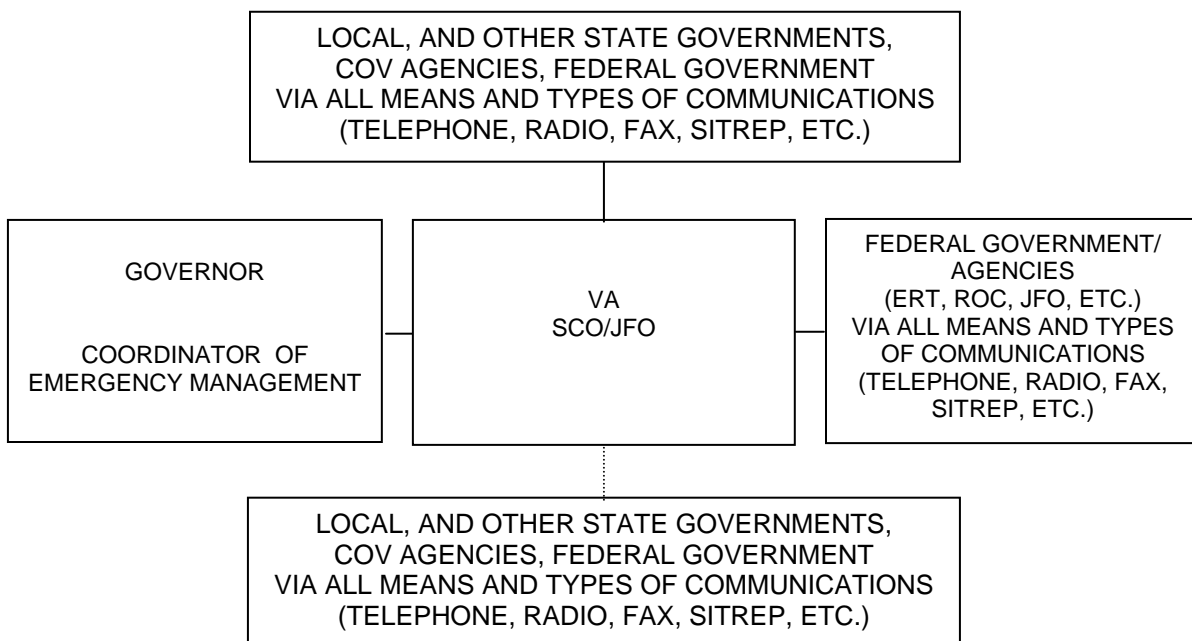 LOCAL, AND OTHER STATE GOVERNMENTS,
COV AGENCIES, FEDERAL GOVERNMENT
VIA ALL MEANS AND TYPES OF COMMUNICATIONS
(TELEPHONE, RADIO, FAX, SITREP, ETC.)
GOVERNOR
COORDINATOR OF
EMERGENCY MANAGEMENT
VA
SCO/JFO
FEDERAL GOVERNMENT/
AGENCIES
(ERT, ROC, JFO, ETC.)
VIA ALL MEANS AND TYPES
OF COMMUNICATIONS
(TELEPHONE, RADIO, FAX,
SITREP, ETC.)
LOCAL, AND OTHER STATE GOVERNMENTS,
COV AGENCIES, FEDERAL GOVERNMENT
VIA ALL MEANS AND TYPES OF COMMUNICATIONS
(TELEPHONE, RADIO, FAX, SITREP, ETC.)